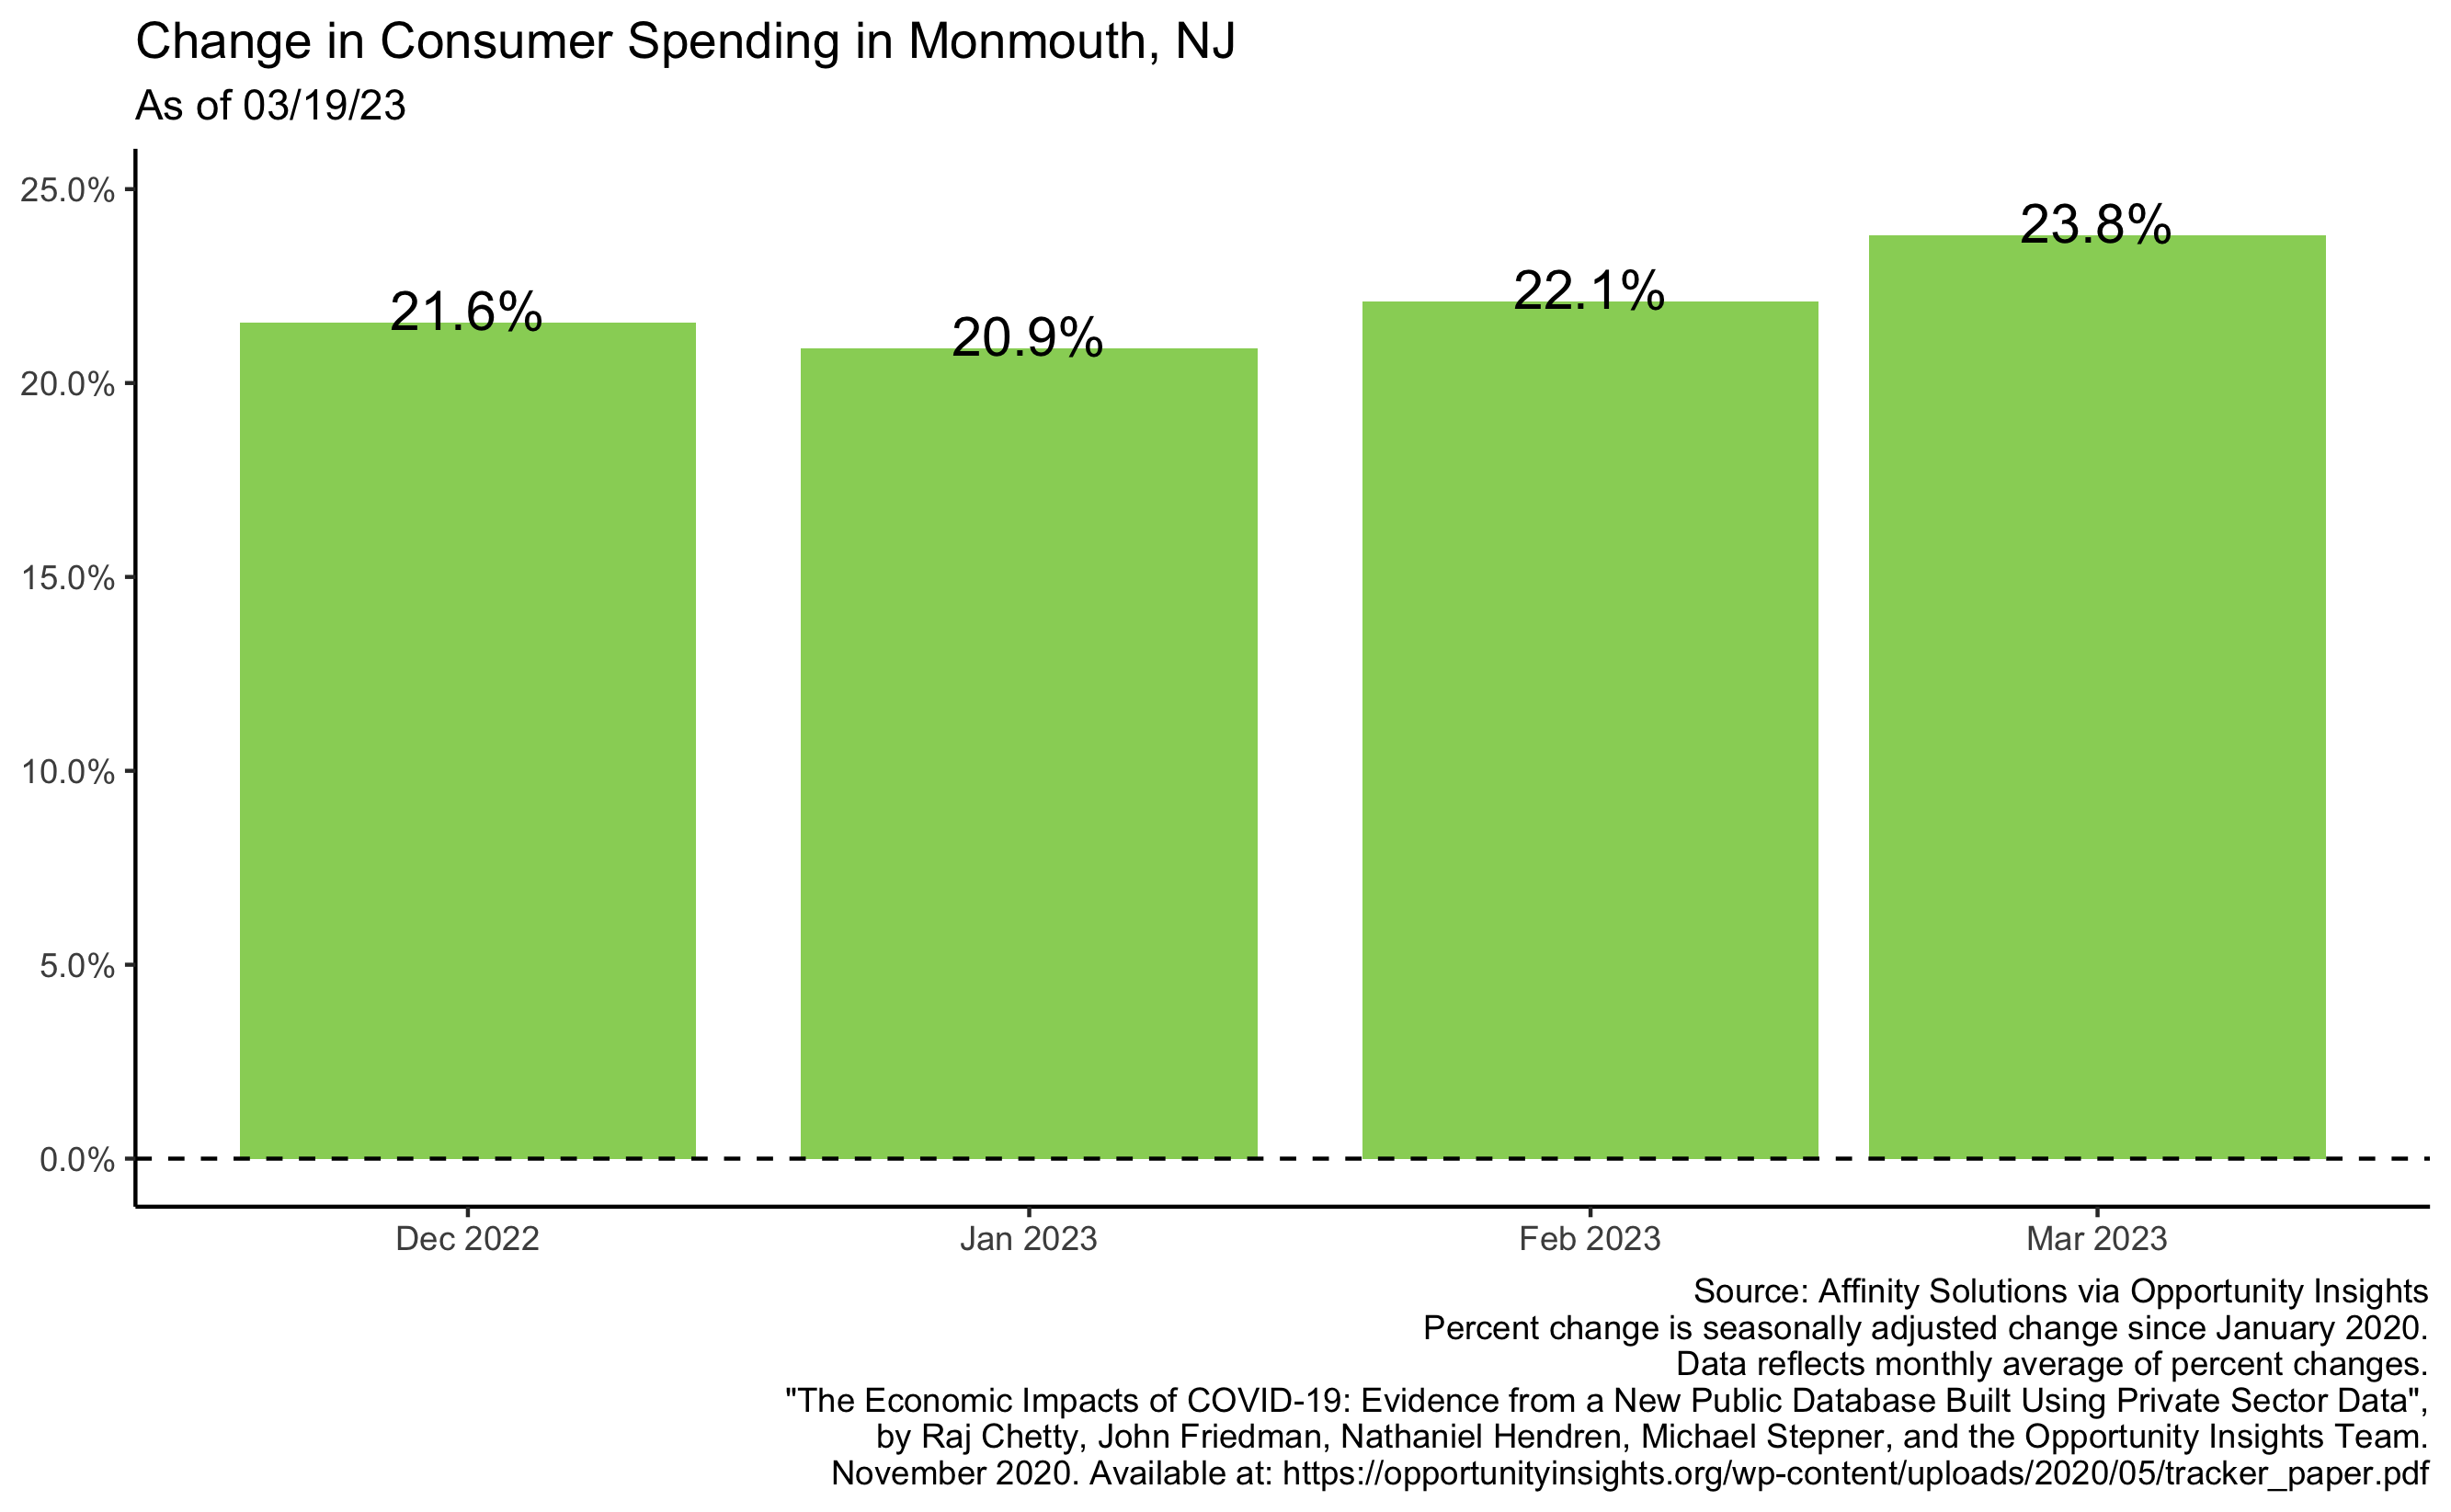 Change in Consumer Spending in Monmouth, NJ
As of 03/19/23
25.0%
20.0%
15.0%
10.0%
5.0%
0.0%
21.6%
20.9%
22.1%
23.8%
Dec 2022
Jan 2023
Feb 2023
Mar 2023
Source: Affinity Solutions via Opportunity Insights
Percent change is seasonally adjusted change since January 2020.
Data reflects monthly average of percent changes.
"The Economic Impacts of COVID-19: Evidence from a New Public Database Built Using Private Sector Data",
by Raj Chetty, John Friedman, Nathaniel Hendren, Michael Stepner, and the Opportunity Insights Team.
November 2020. Available at: https://opportunityinsights.org/wp-content/uploads/2020/05/tracker_paper.pdf